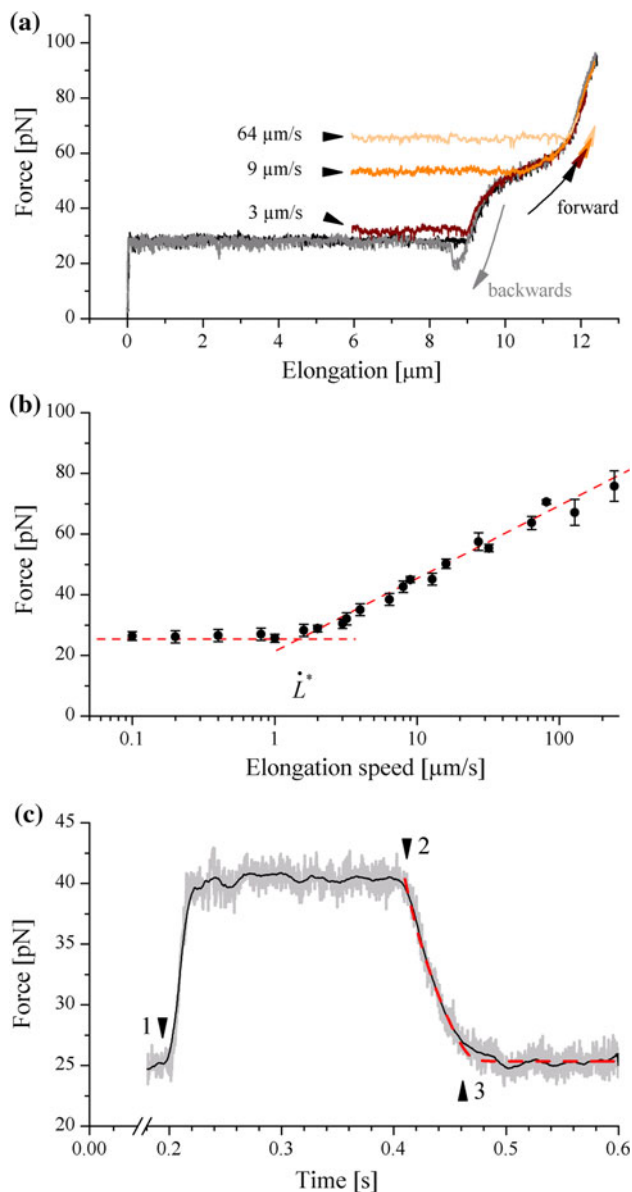 (a)
Force [pN]
100
80
60
40
20
0
64 μm/s
9 μm/s
3 μm/s
forward
backwards
0 2 4 6 8 10 12
Elongation [μm]
(b)
Force [pN]
100
80
60
40
20
0
L̇*
0.1 1 10 100
Elongation speed [μm/s]
(c)
Force [pN]
45
40
35
30
25
20
1
2
3
0.00 0.2 0.3 0.4 0.5 0.6
Time [s]